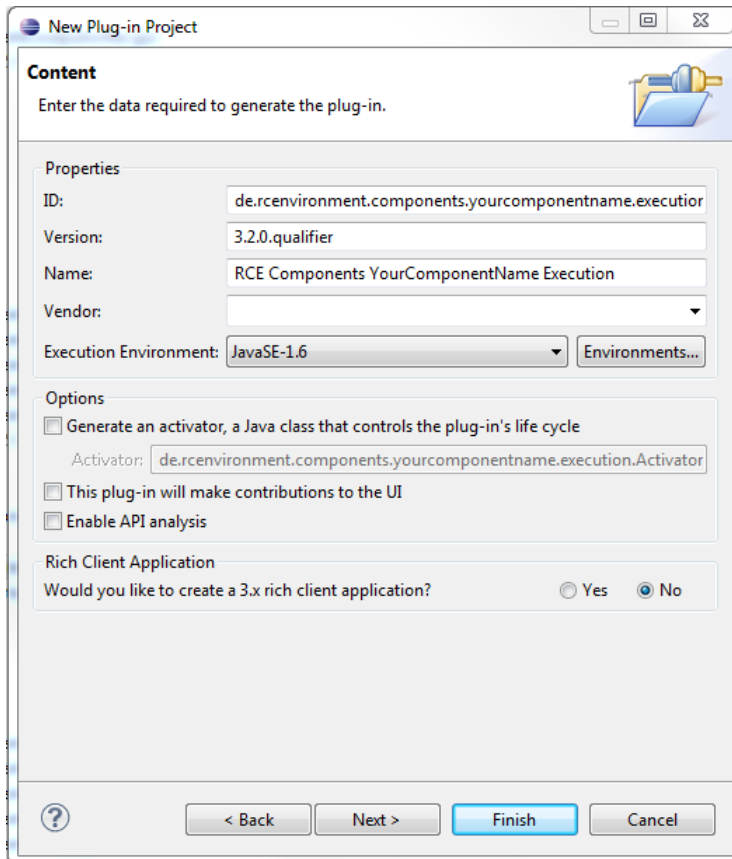 New Plug-in Project
Content
Enter the data required to generate the plug-in.
Properties
ID: de.rcenvironment.components.yourcomponentname.execution
Version: 3.2.0.qualifier
Name: RCE Components YourComponentName Execution
Vendor:
Execution Environment: JavaSE-1.6 Environments...
Options
Generate an activator, a Java class that controls the plug-in's life cycle
Activator: de.rcenvironment.components.yourcomponentname.execution.Activator
This plug-in will make contributions to the UI
Enable API analysis
Rich Client Application
Would you like to create a 3.x rich client application? Yes No
? < Back Next > Finish Cancel